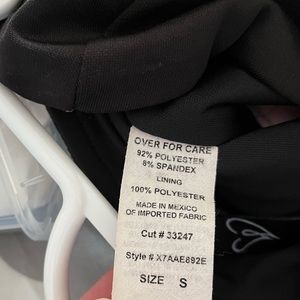 OVER FOR CARE
92% POLYESTER
8% SPANDEX
LINING
100% POLYESTER
MADE IN MEXICO
OF IMPORTED FABRIC
Cut # 33247
Style # X7AAE892E
SIZE S